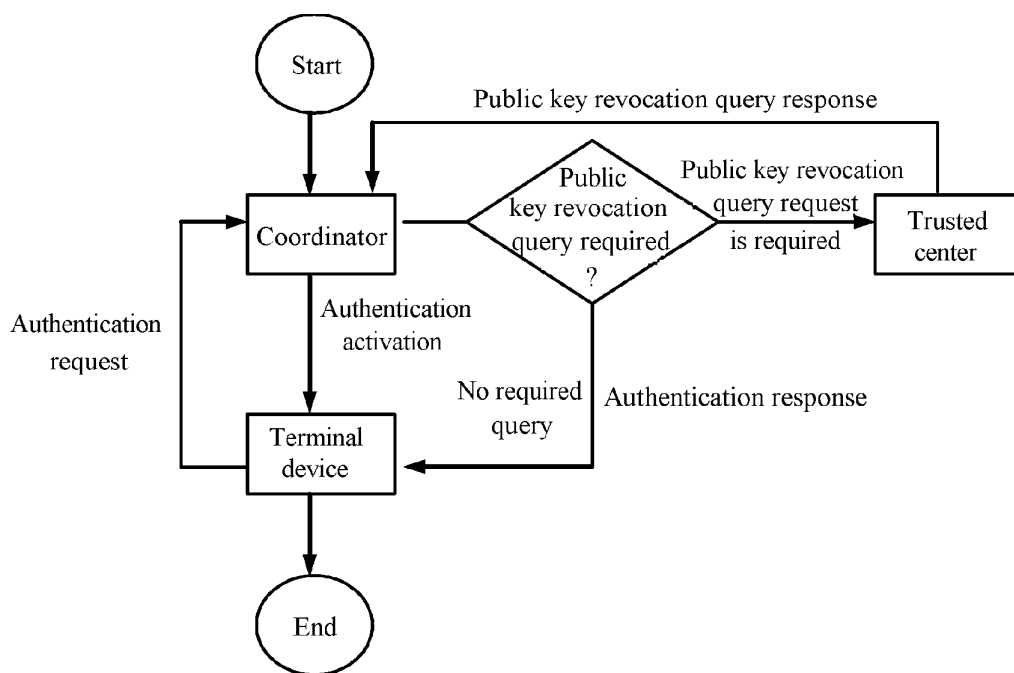 Start
Public key revocation query response
Public
key revocation
query required
?
Public key revocation
query request
is required
Trusted
center
Coordinator
Authentication
activation
Authentication
request
No required
query
Authentication response
Terminal
device
End